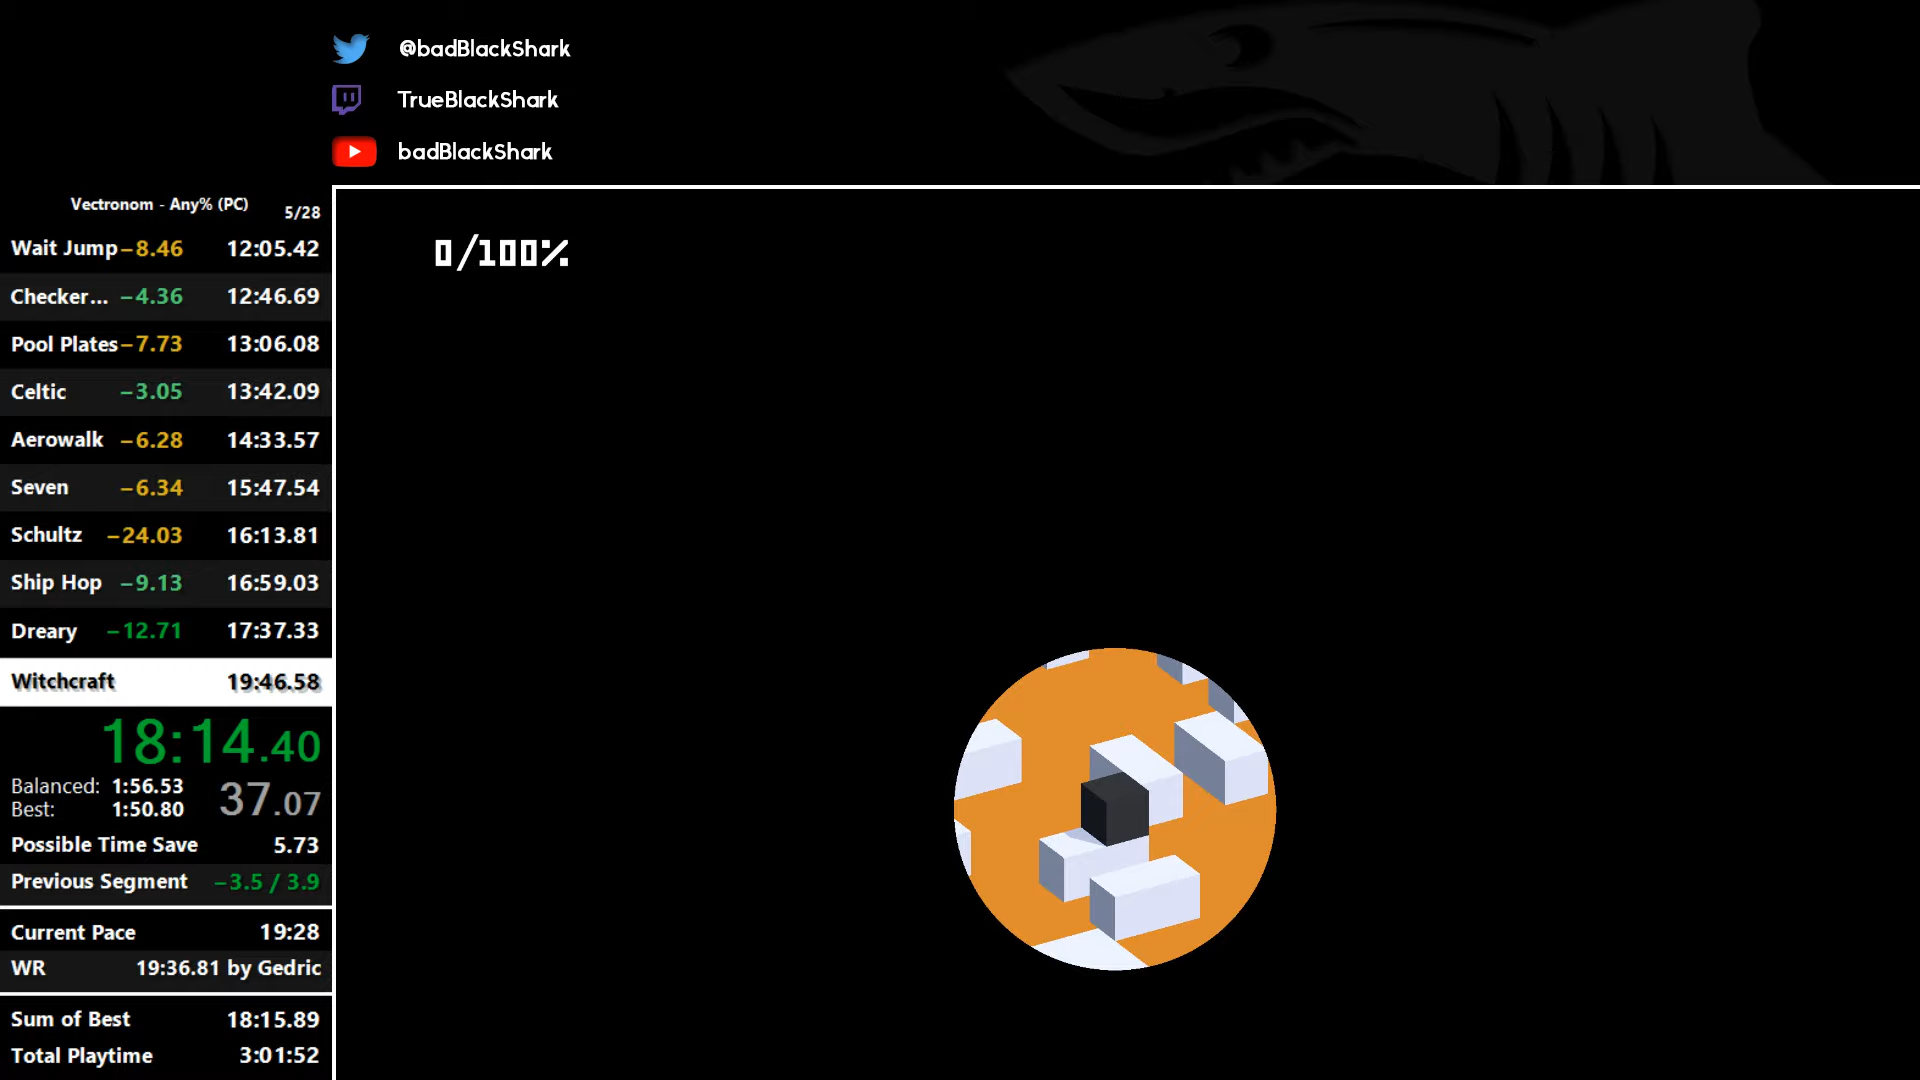 @badBlackShark
TrueBlackShark
badBlackShark
Vectronom - Any% (PC)
5/28
Wait Jump −8.46 12:05.42
Checker... −4.36 12:46.69
Pool Plates −7.73 13:06.08
Celtic −3.05 13:42.09
Aerowalk −6.28 14:33.57
Seven −6.34 15:47.54
Schultz −24.03 16:13.81
Ship Hop −9.13 16:59.03
Dreary −12.71 17:37.33
Witchcraft 19:46.58
18:14.40
Balanced: 1:56.53
Best: 1:50.80
37.07
Possible Time Save 5.73
Previous Segment −3.5 / 3.9
Current Pace 19:28
WR 19:36.81 by Gedric
Sum of Best 18:15.89
Total Playtime 3:01:52
0/100%